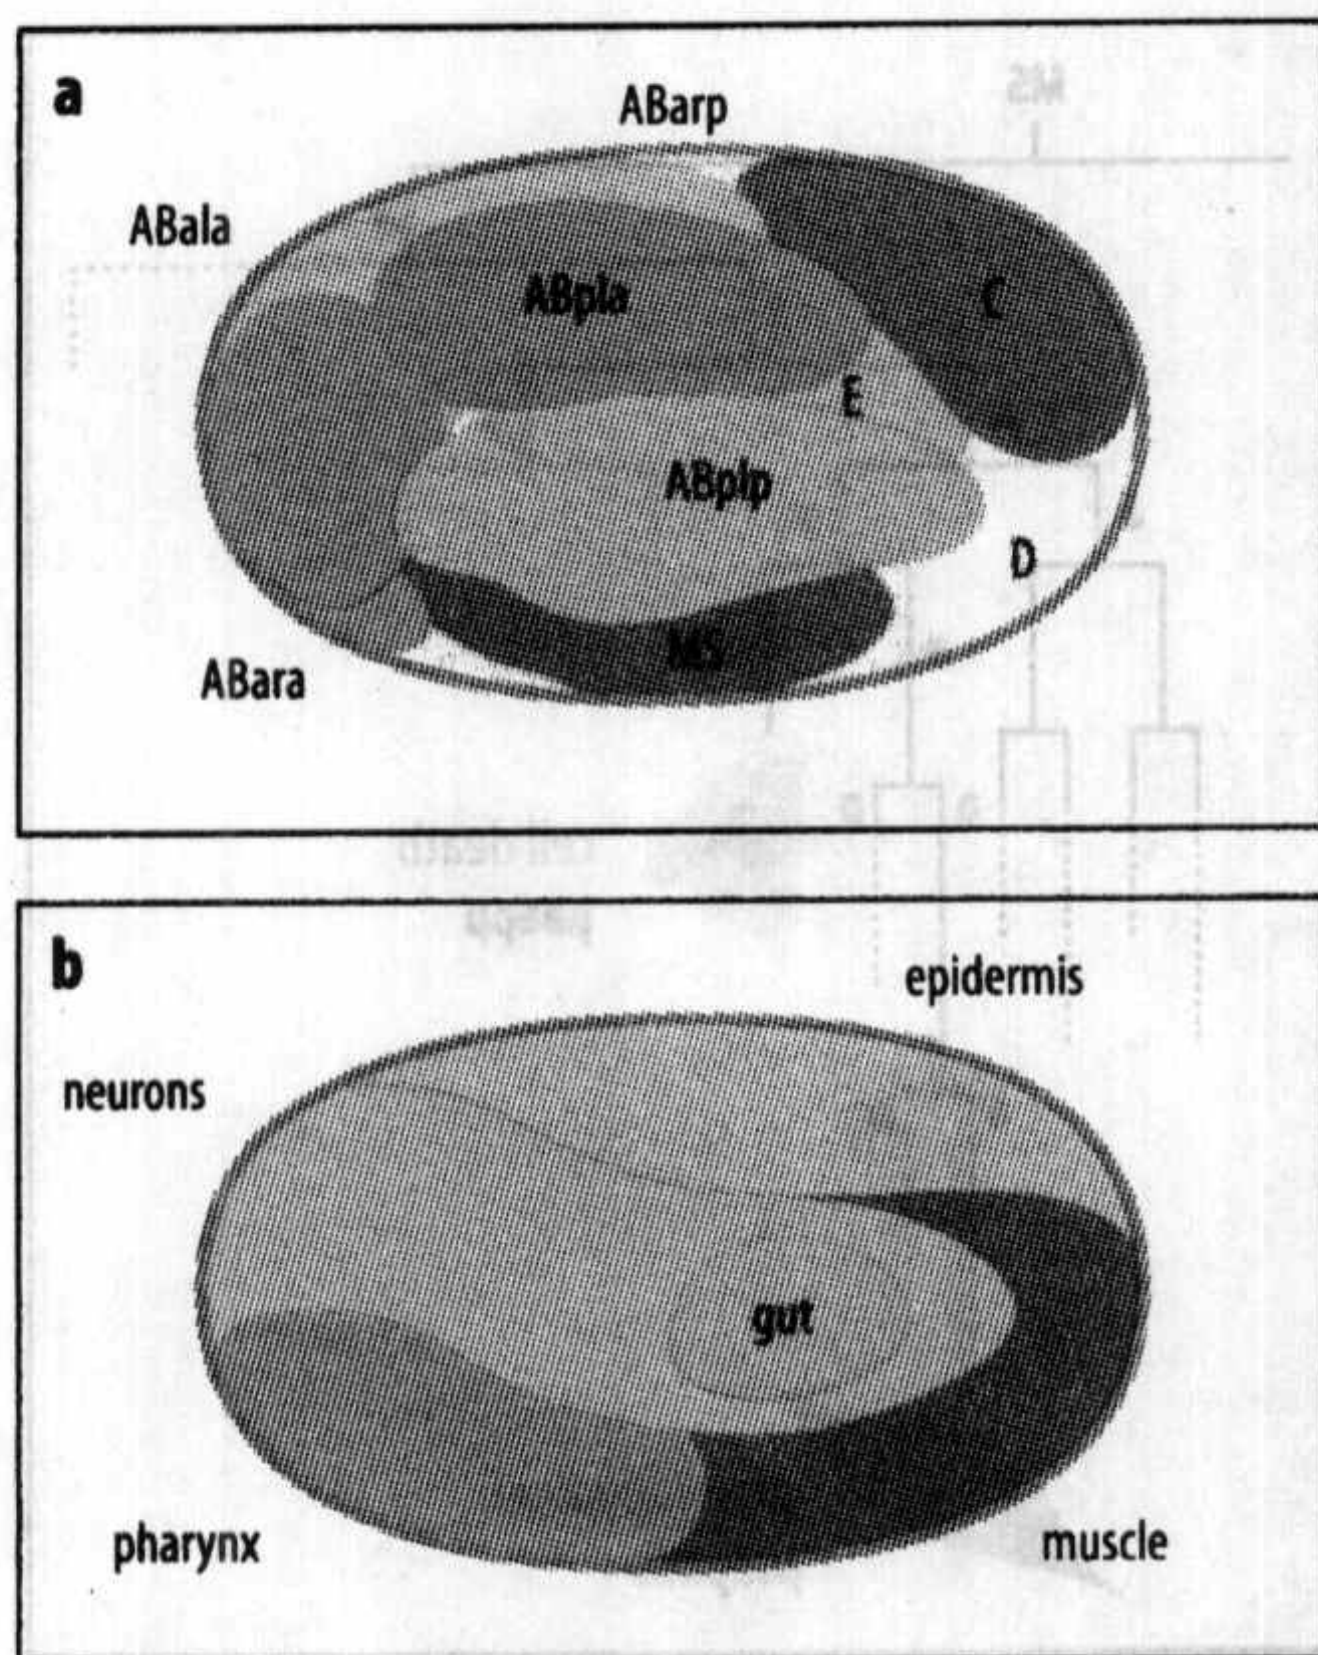 a
ABarp
ABala
ABpla
C
E
ABplp
D
MS
ABara
b
epidermis
neurons
gut
pharynx
muscle